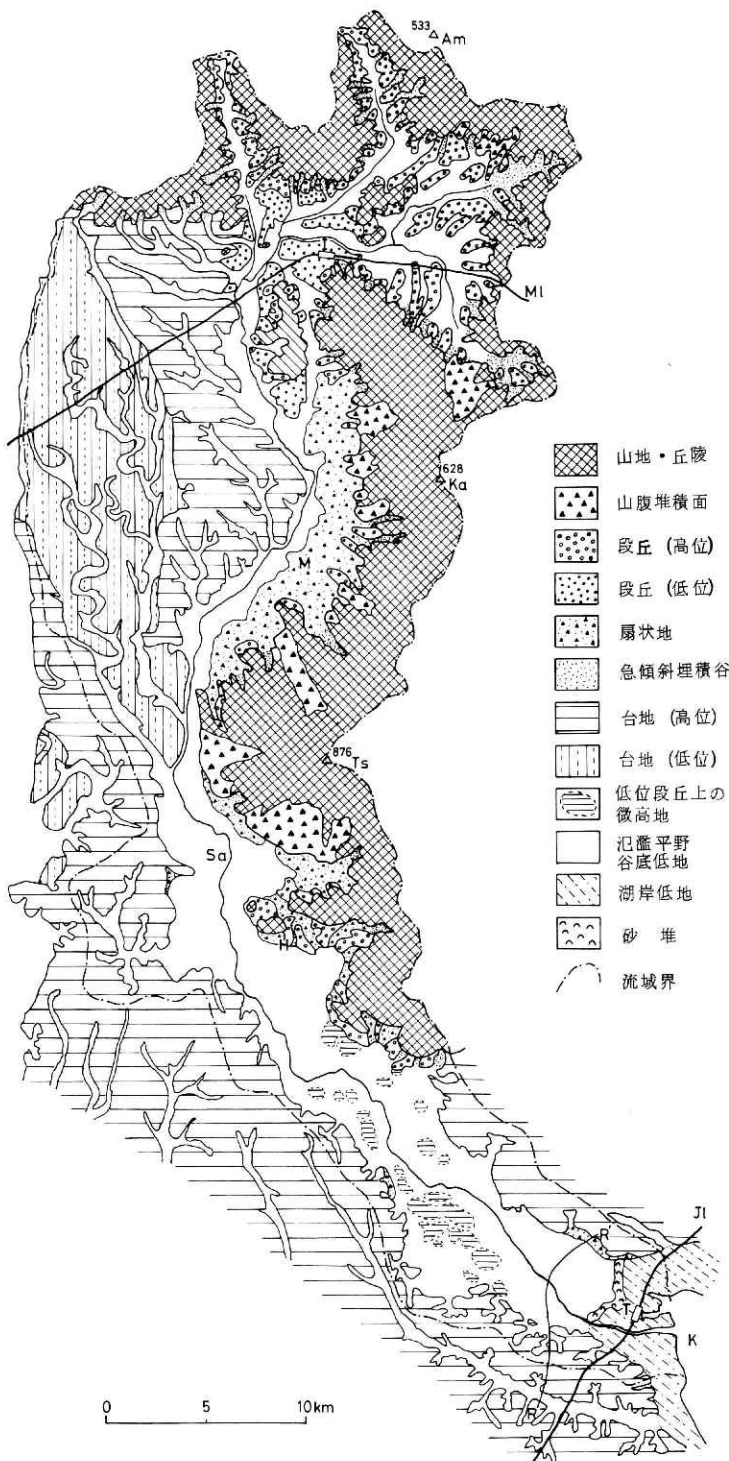 533
Am
I
Ml
628
Ka
M
876
Ts
Sa
H
Jl
R
T
K
R
0 5 10km
山地・丘陵
山腹堆積面
段丘(高位)
段丘(低位)
扇状地
急傾斜埋積谷
台地(高位)
台地(低位)
低位段丘上の
微高地
氾濫平野
谷底低地
湖岸低地
砂 堆
流域界